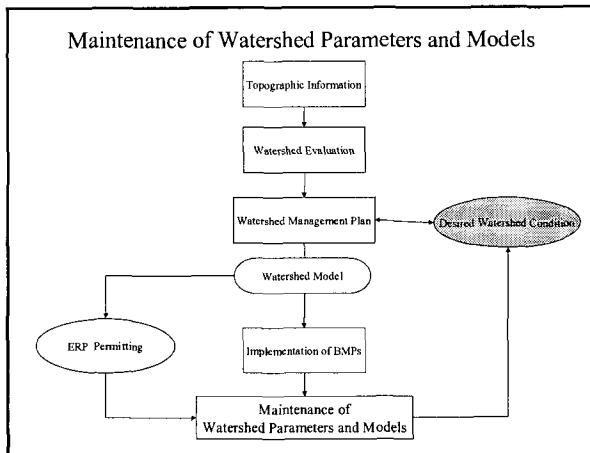 Maintenance of Watershed Parameters and Models
Topographic Information
Watershed Evaluation
Watershed Management Plan
Desired Watershed Condition
Watershed Model
ERP Permitting
Implementation of BMPs
Maintenance of
Watershed Parameters and Models